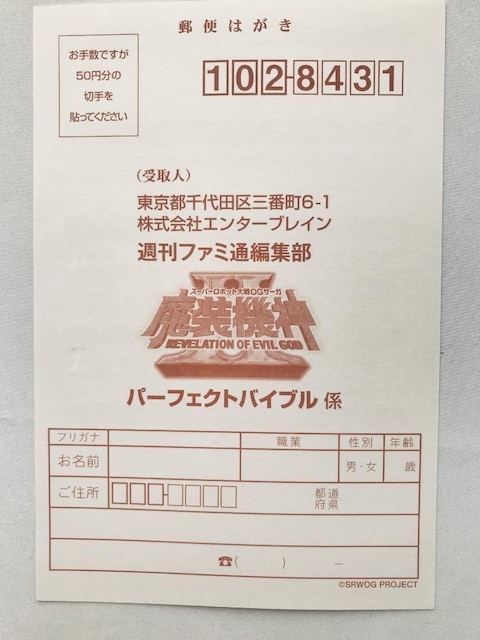 郵便はがき
お手数ですが
50円分の
切手を
貼ってください
102-8431
(受取人)
東京都千代田区三番町6-1
株式会社エンターブレイン
週刊ファミ通編集部
スーパーロボット大戦OGサーガ
魔装機神
II
REVELATION OF EVIL GOD
パーフェクトバイブル 係
フリガナ 職業 性別 年齢
お名前 男・女 歳
ご住所 - 都道
府県
☎( ) −
©SRWOG PROJECT